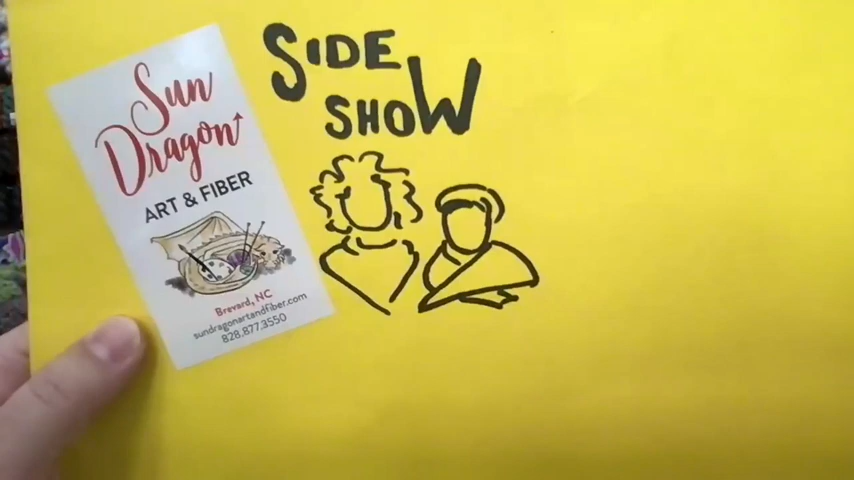 Sun
Dragon
ART & FIBER
Brevard, NC
sundragonartandfiber.com
828.877.3550
SIDE
SHOW